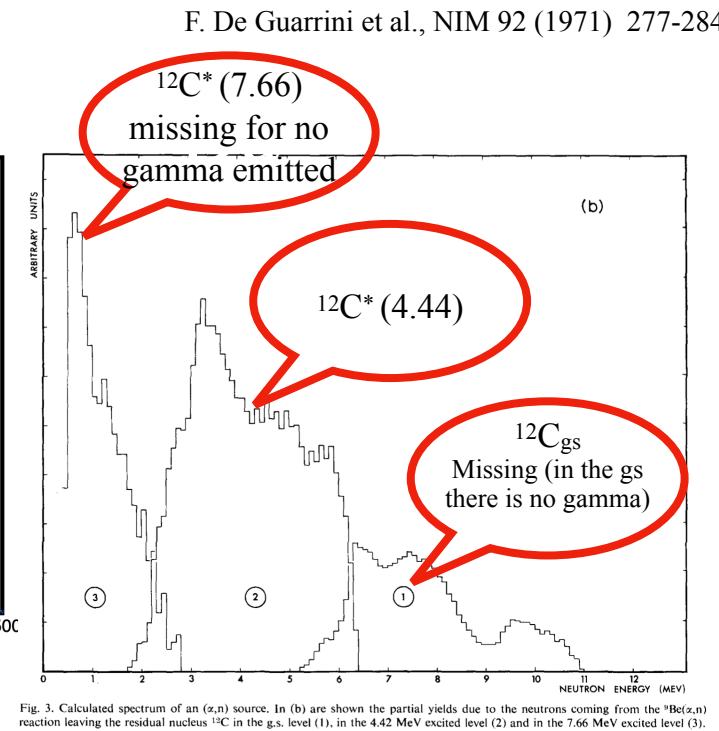 F. De Guarrini et al., NIM 92 (1971) 277-284
12C* (7.66)
missing for no
gamma emitted
(b)
ARBITRARY UNITS
12C* (4.44)
12Cgs
Missing (in the gs
there is no gamma)
3
2
1
0 1 2 3 4 5 6 7 8 9 10 11 12
NEUTRON ENERGY (MEV)
Fig. 3. Calculated spectrum of an (α,n) source. In (b) are shown the partial yields due to the neutrons coming from the ⁹Be(α,n)
reaction leaving the residual nucleus ¹²C in the g.s. level (1), in the 4.42 MeV excited level (2) and in the 7.66 MeV excited level (3).